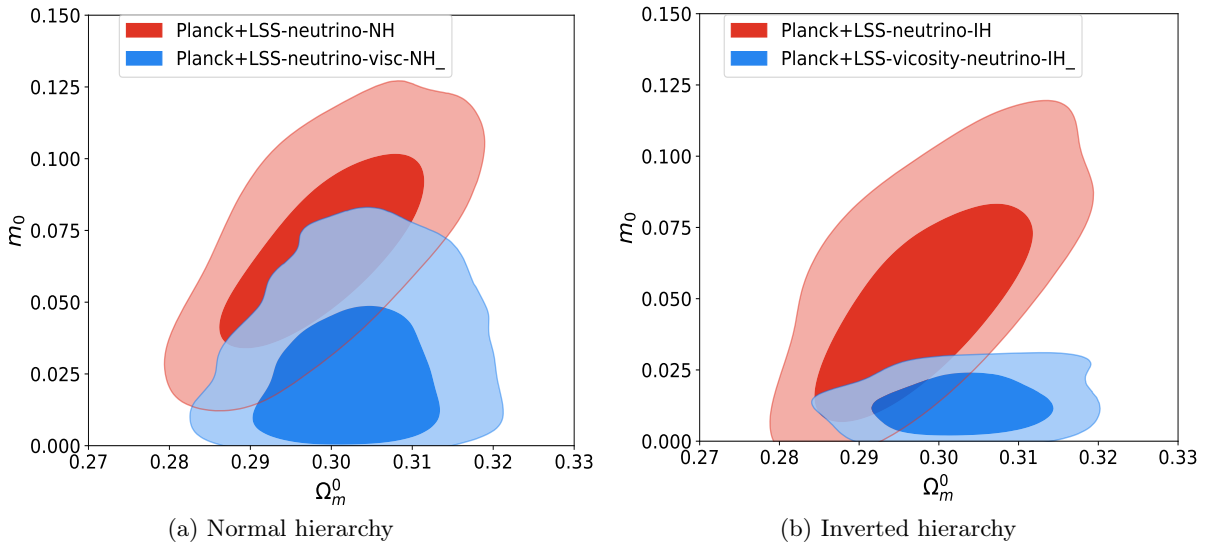 0.150
0.125
0.100
0.075
0.050
0.025
0.000
m₀
Planck+LSS-neutrino-NH
Planck+LSS-neutrino-visc-NH_
0.27 0.28 0.29 0.30 0.31 0.32 0.33
Ω⁰ₘ
(a) Normal hierarchy
0.150
0.125
0.100
0.075
0.050
0.025
0.000
m₀
Planck+LSS-neutrino-IH
Planck+LSS-vicosity-neutrino-IH_
0.27 0.28 0.29 0.30 0.31 0.32 0.33
Ω⁰ₘ
(b) Inverted hierarchy